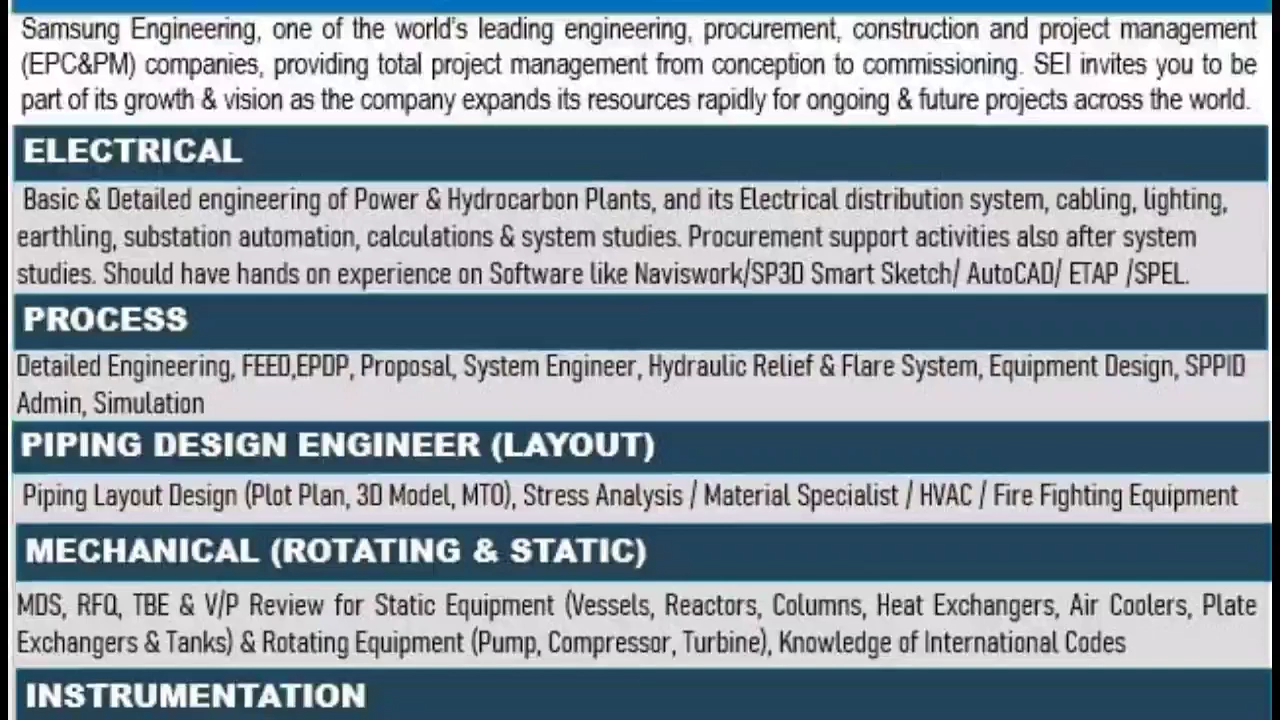 Samsung Engineering, one of the world's leading engineering, procurement, construction and project management
(EPC&PM) companies, providing total project management from conception to commissioning. SEI invites you to be
part of its growth & vision as the company expands its resources rapidly for ongoing & future projects across the world.
ELECTRICAL
Basic & Detailed engineering of Power & Hydrocarbon Plants, and its Electrical distribution system, cabling, lighting,
earthling, substation automation, calculations & system studies. Procurement support activities also after system
studies. Should have hands on experience on Software like Naviswork/SP3D Smart Sketch/ AutoCAD/ ETAP /SPEL.
PROCESS
Detailed Engineering, FEED,EPDP, Proposal, System Engineer, Hydraulic Relief & Flare System, Equipment Design, SPPID
Admin, Simulation
PIPING DESIGN ENGINEER (LAYOUT)
Piping Layout Design (Plot Plan, 3D Model, MTO), Stress Analysis / Material Specialist / HVAC / Fire Fighting Equipment
MECHANICAL (ROTATING & STATIC)
MDS, RFQ, TBE & V/P Review for Static Equipment (Vessels, Reactors, Columns, Heat Exchangers, Air Coolers, Plate
Exchangers & Tanks) & Rotating Equipment (Pump, Compressor, Turbine), Knowledge of International Codes
INSTRUMENTATION